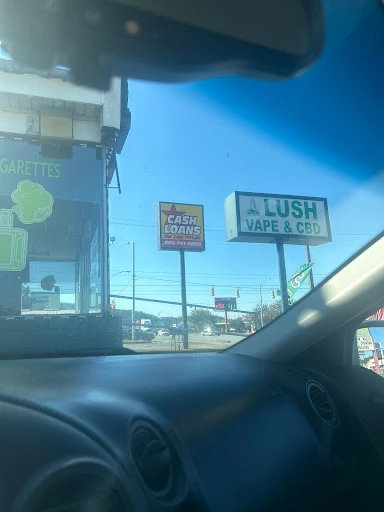 GARETTES
CASH
LOANS
LUSH
VAPE & CBD